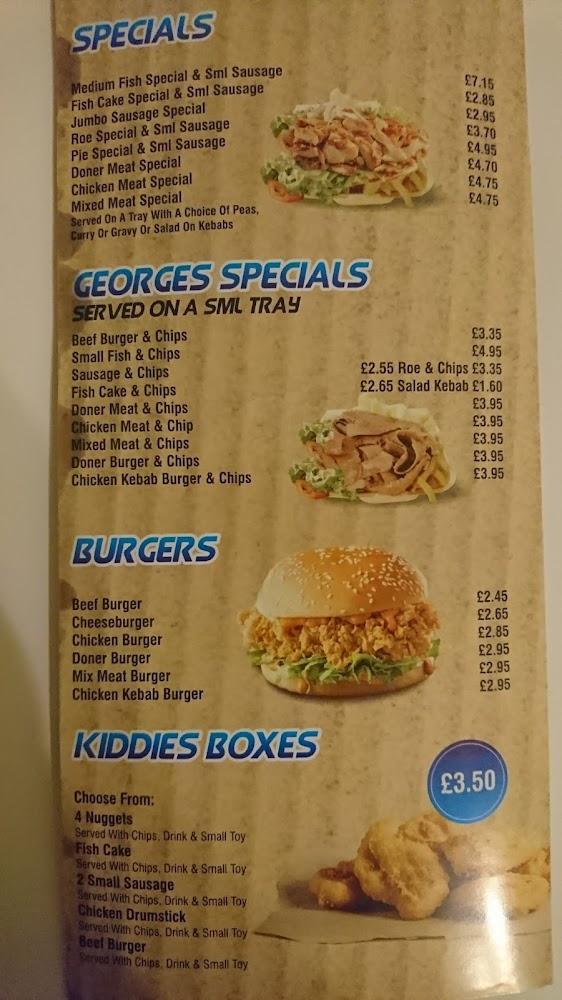 SPECIALS
Medium Fish Special & Sml Sausage £7.15
Fish Cake Special & Sml Sausage £2.85
Jumbo Sausage Special £2.95
Roe Special & Sml Sausage £3.70
Pie Special & Sml Sausage £4.95
Doner Meat Special £4.70
Chicken Meat Special £4.75
Mixed Meat Special £4.75
Served On A Tray With A Choice Of Peas,
Curry Or Gravy Or Salad On Kebabs
GEORGES SPECIALS
SERVED ON A SML TRAY
Beef Burger & Chips £3.35
Small Fish & Chips £4.95
Sausage & Chips £2.55 Roe & Chips £3.35
Fish Cake & Chips £2.65 Salad Kebab £1.60
Doner Meat & Chips £3.95
Chicken Meat & Chip £3.95
Mixed Meat & Chips £3.95
Doner Burger & Chips £3.95
Chicken Kebab Burger & Chips £3.95
BURGERS
Beef Burger £2.45
Cheeseburger £2.65
Chicken Burger £2.85
Doner Burger £2.95
Mix Meat Burger £2.95
Chicken Kebab Burger £2.95
KIDDIES BOXES
£3.50
Choose From:
4 Nuggets
Served With Chips, Drink & Small Toy
Fish Cake
Served With Chips, Drink & Small Toy
2 Small Sausage
Served With Chips, Drink & Small Toy
Chicken Drumstick
Served With Chips, Drink & Small Toy
Beef Burger
Served With Chips, Drink & Small Toy